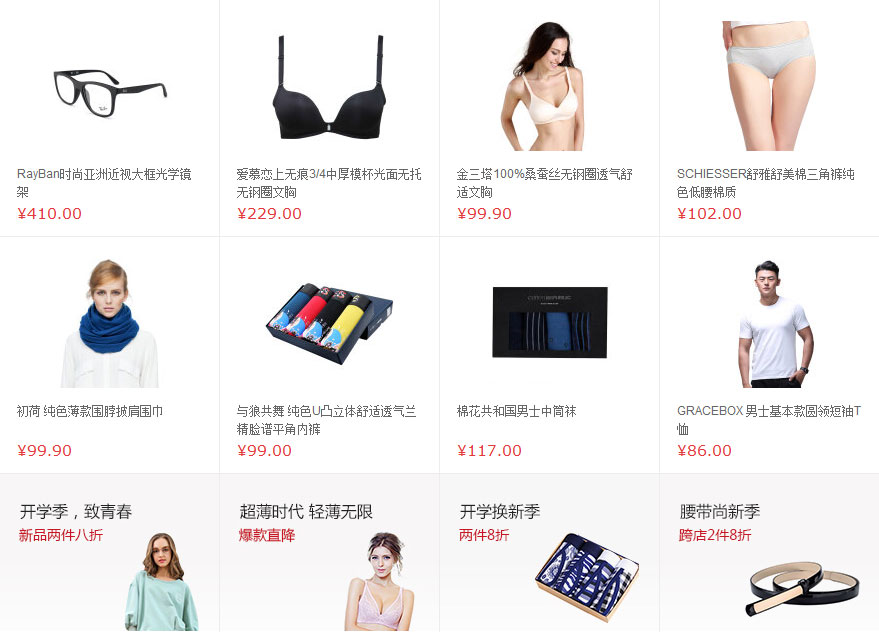 RayBan时尚亚洲近视大框光学镜
架
¥410.00
爱慕恋上无痕3/4中厚模杯光面无托
无钢圈文胸
¥229.00
金三塔100%桑蚕丝无钢圈透气舒
适文胸
¥99.90
SCHIESSER舒雅舒美棉三角裤纯
色低腰棉质
¥102.00
初荷 纯色薄款围脖披肩围巾
¥99.90
与狼共舞 纯色U凸立体舒适透气兰
精脸谱平角内裤
¥99.00
棉花共和国男士中筒袜
¥117.00
GRACEBOX 男士基本款圆领短袖T
恤
¥86.00
开学季，致青春
新品两件八折
超薄时代 轻薄无限
爆款直降
开学换新季
两件8折
腰带尚新季
跨店2件8折